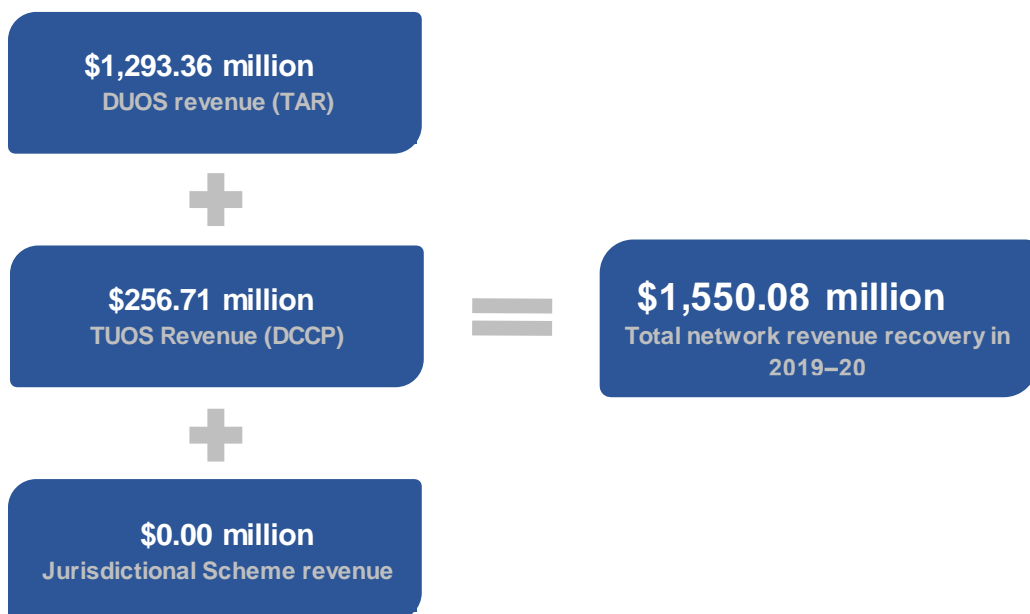 $1,293.36 million
DUOS revenue (TAR)
$256.71 million
TUOS Revenue (DCCP)
$1,550.08 million
Total network revenue recovery in
2019–20
$0.00 million
Jurisdictional Scheme revenue